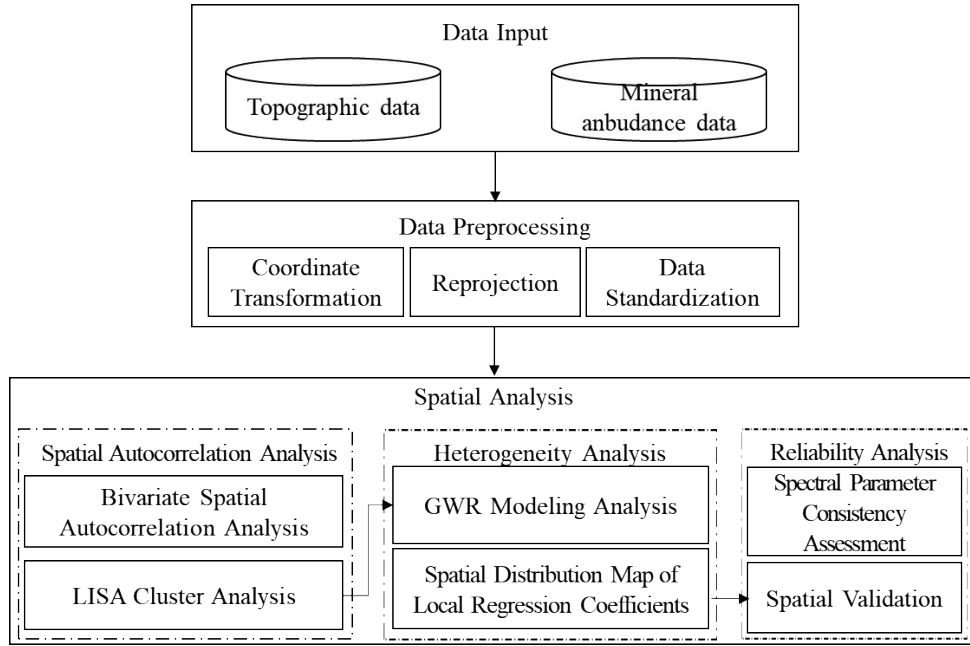 Data Input
Topographic data
Mineral
anbudance data
Data Preprocessing
Coordinate
Transformation
Reprojection
Data
Standardization
Spatial Analysis
Spatial Autocorrelation Analysis
Bivariate Spatial
Autocorrelation Analysis
LISA Cluster Analysis
Heterogeneity Analysis
GWR Modeling Analysis
Spatial Distribution Map of
Local Regression Coefficients
Reliability Analysis
Spectral Parameter
Consistency
Assessment
Spatial Validation